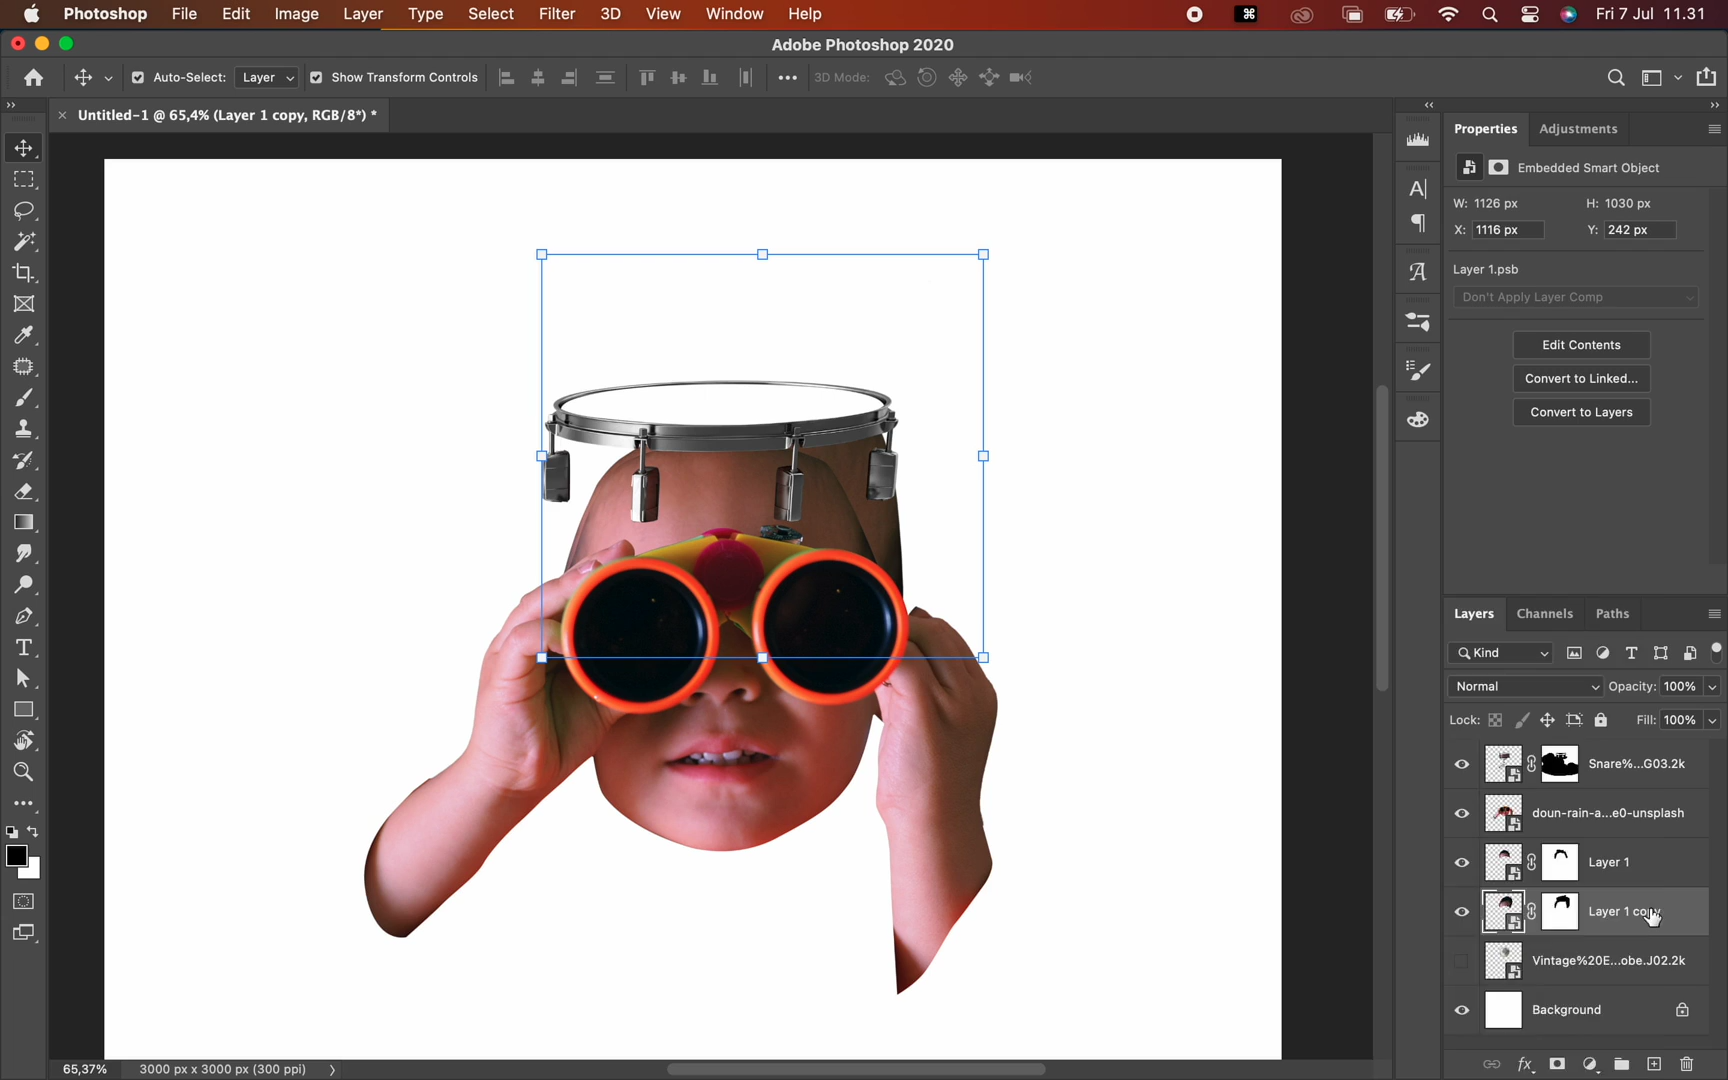 Photoshop File Edit Image Layer Type Select Filter 3D View Window Help Fri 7 Jul 11.31
Adobe Photoshop 2020
Auto-Select: Layer Show Transform Controls 3D Mode:
Untitled-1 @ 65,4% (Layer 1 copy, RGB/8*) *
Properties Adjustments
Embedded Smart Object
W: 1126 px H: 1030 px
X: 1116 px Y: 242 px
Layer 1.psb
Don't Apply Layer Comp
Edit Contents
Convert to Linked...
Convert to Layers
Layers Channels Paths
Kind
Normal Opacity: 100%
Lock: Fill: 100%
Snare%...G03.2k
doun-rain-a...e0-unsplash
Layer 1
Layer 1 copy
Vintage%20E...obe.J02.2k
Background
65,37% 3000 px x 3000 px (300 ppi)